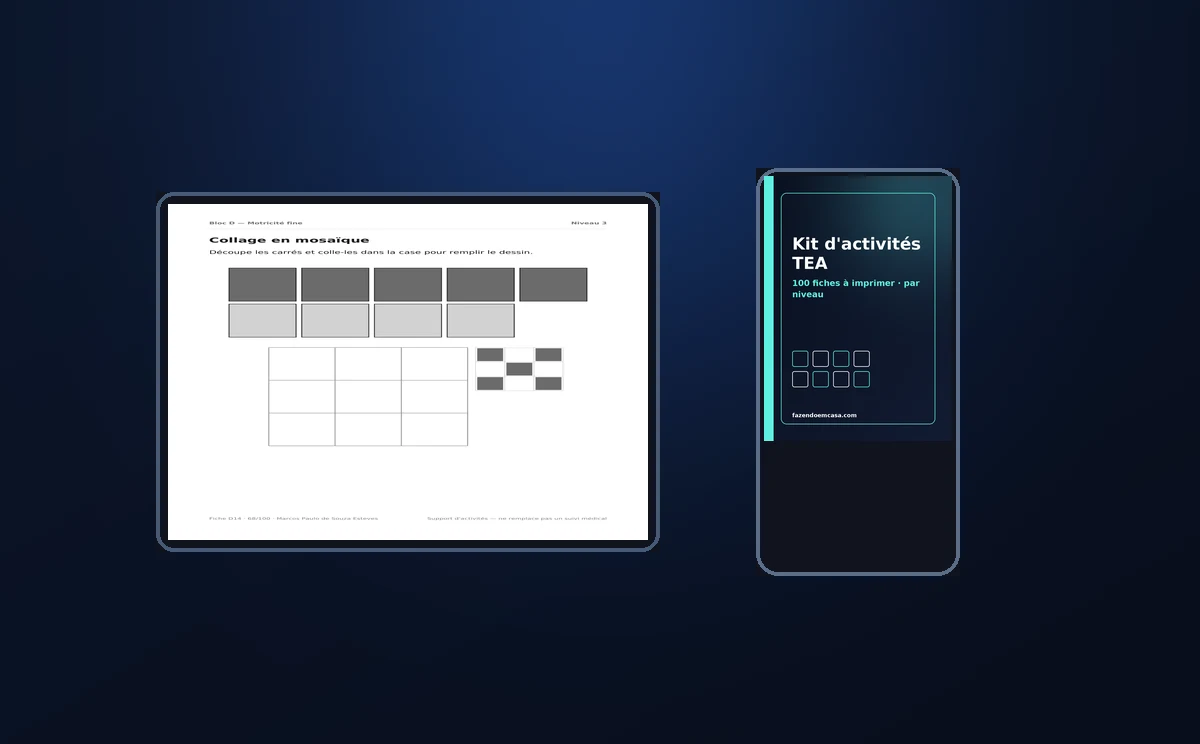 Bloc D — Motricité fine
Niveau 3
Collage en mosaïque
Découpe les carrés et colle-les dans la case pour remplir le dessin.
Fiche D14 · 68/100 · Marcos Paulo de Souza Esteves
Support d'activités — ne remplace pas un suivi médical
Kit d'activités
TEA
100 fiches à imprimer · par
niveau
fazendoemcasa.com